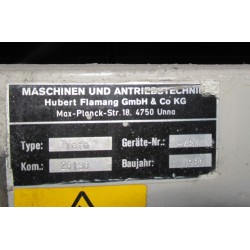 MASCHINEN UND ANTRIEBSTECHNIK
Hubert Flamang GmbH & Co KG
Max-Planck-Str. 18, 4750 Unna
Type:
Geräte-Nr.:
Kom.:
Baujahr: